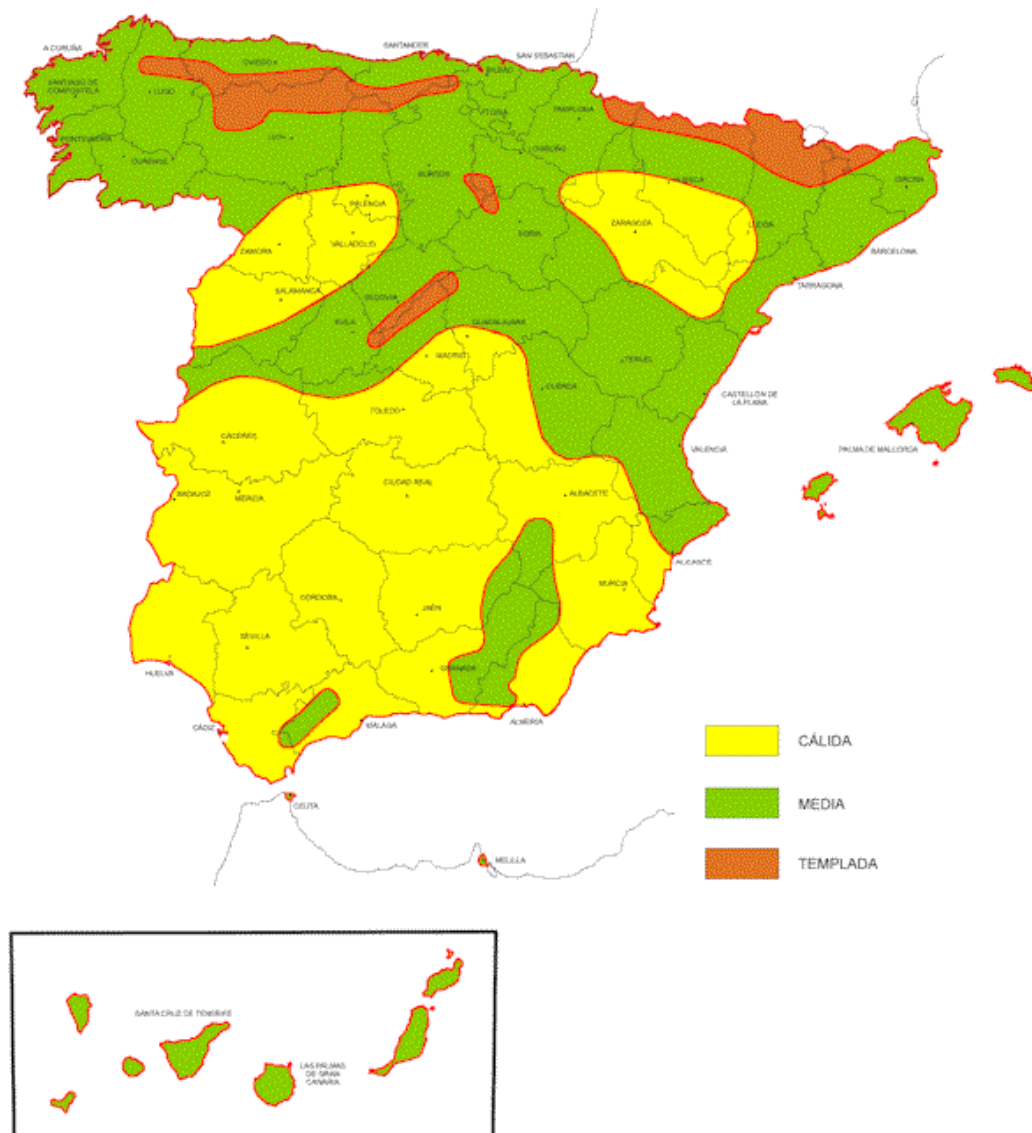 A CORUÑA
SANTANDER
SAN SEBASTIAN
OVIEDO
BILBAO
SANTIAGO DE
COMPOSTELA
LUGO
VITORIA
PAMPLONA
PONTEVEDRA
LEON
LOGROÑO
OURENSE
BURGOS
HUESCA
GIRONA
PALENCIA
ZARAGOZA
LLEIDA
VALLADOLID
SORIA
ZAMORA
BARCELONA
TARRAGONA
SALAMANCA
SEGOVIA
AVILA
GUADALAJARA
MADRID
TERUEL
CUENCA
CASTELLON DE
LA PLANA
TOLEDO
CACERES
VALENCIA
PALMA DE MALLORCA
CIUDAD REAL
BADAJOZ
MERIDA
ALBACETE
ALICANTE
MURCIA
CORDOBA
JAÉN
SEVILLA
HUELVA
GRANADA
CÁDIZ
MALAGA
ALMERIA
CÁLIDA
MEDIA
CEUTA
MELILLA
TEMPLADA
SANTA CRUZ DE TENERIFE
LAS PALMAS
DE GRAN
CANARIA